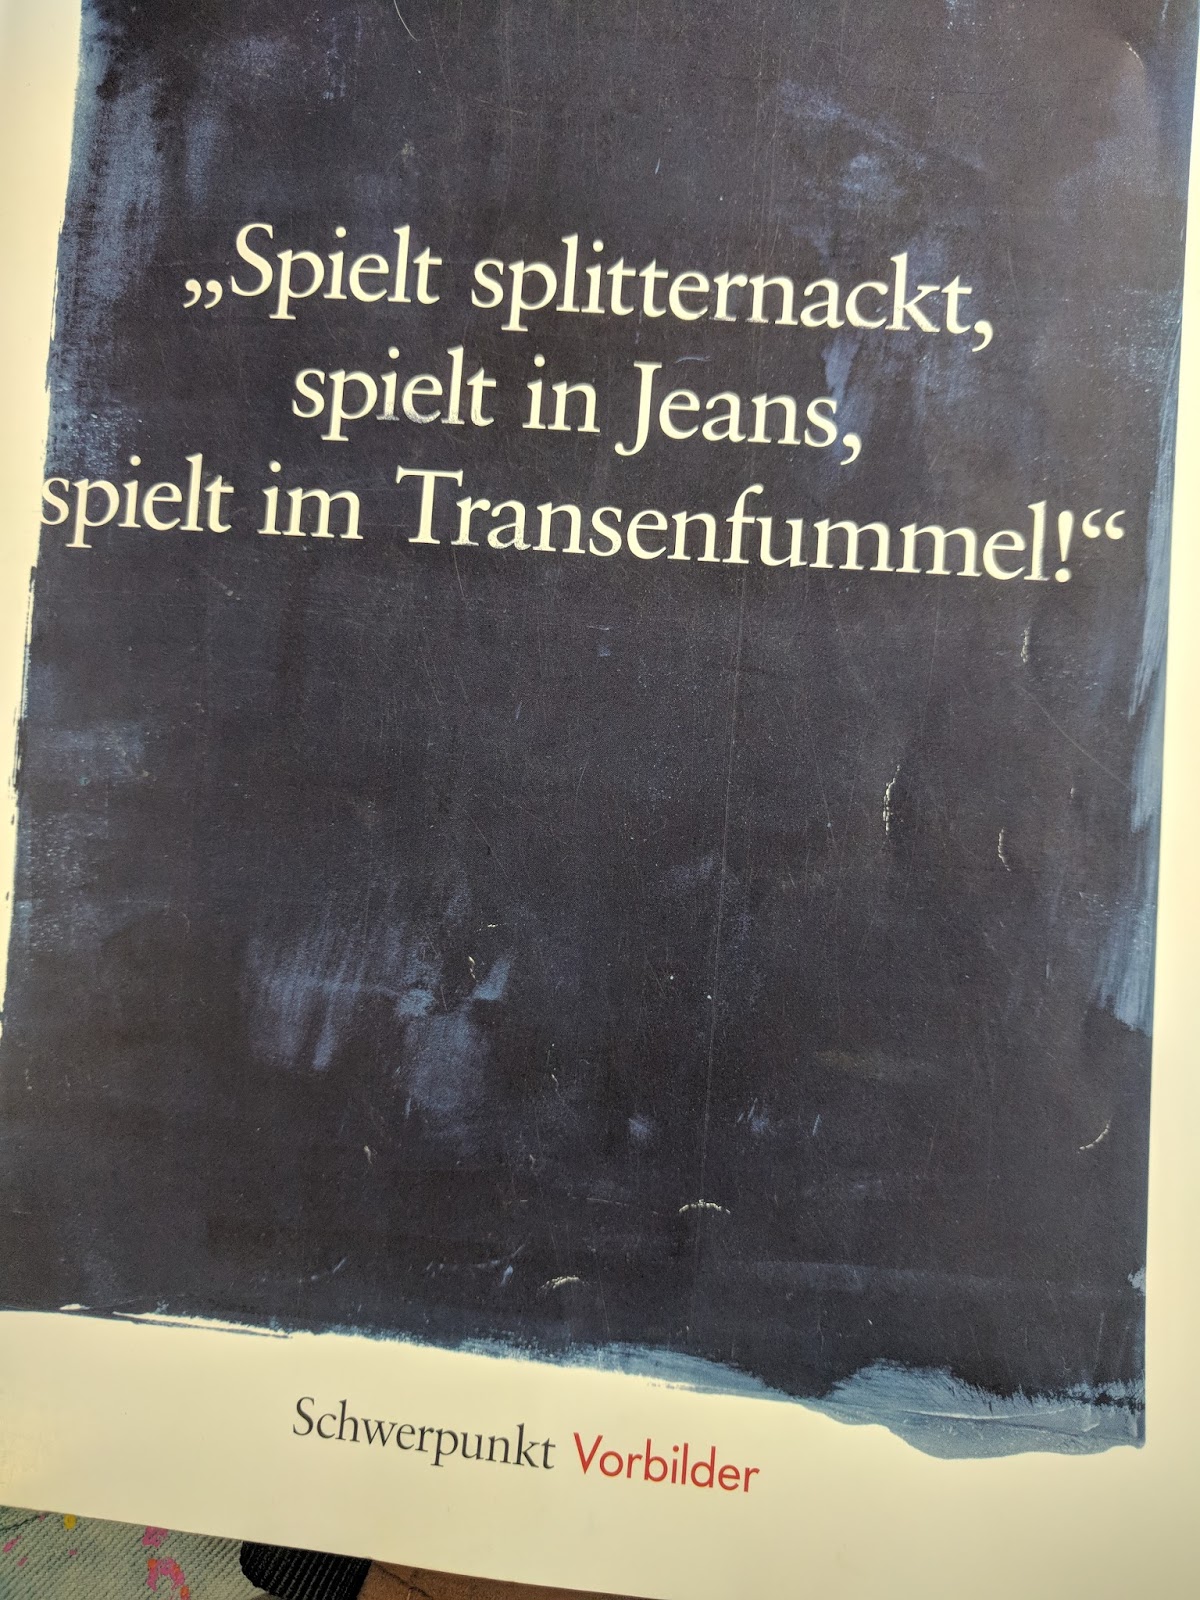 „Spielt splitternackt,
spielt in Jeans,
spielt im Transenfummel!“
Schwerpunkt Vorbilder